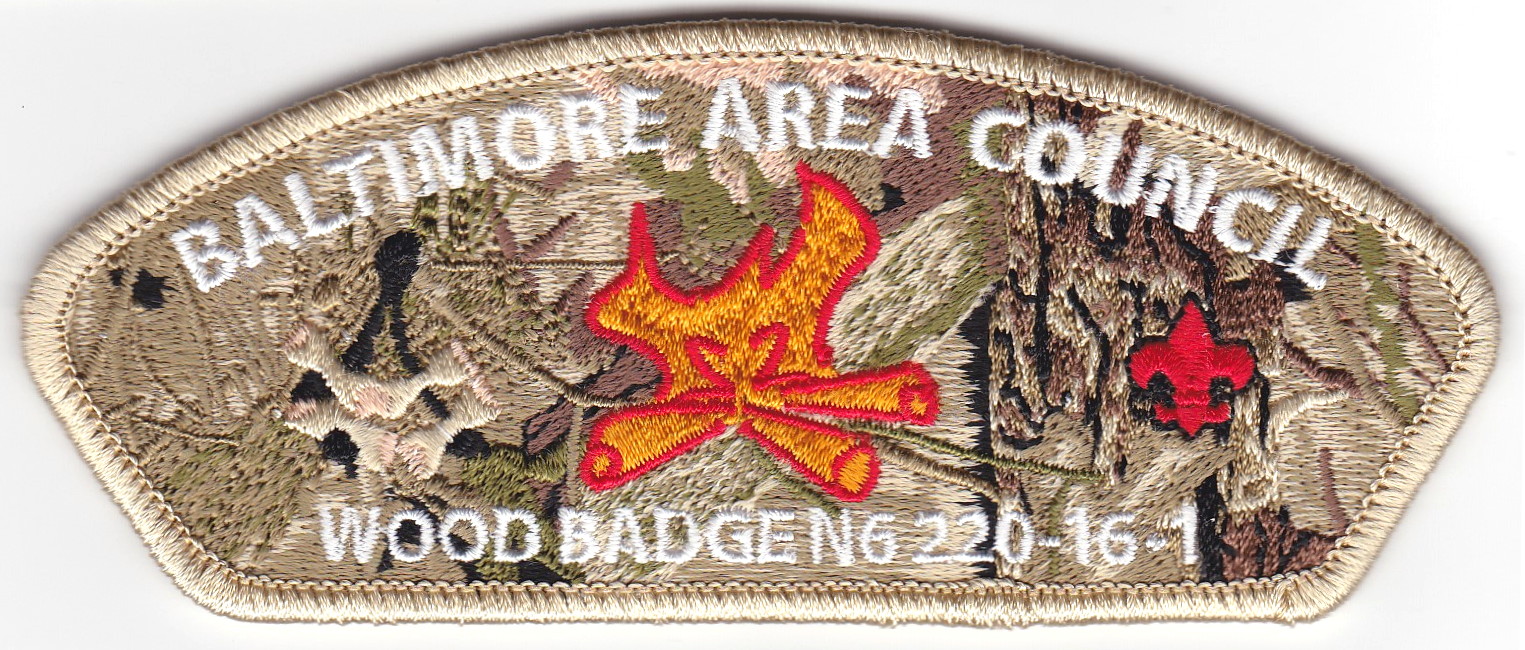 BALTIMORE AREA COUNCIL
WOOD BADGE N6 220-16-1